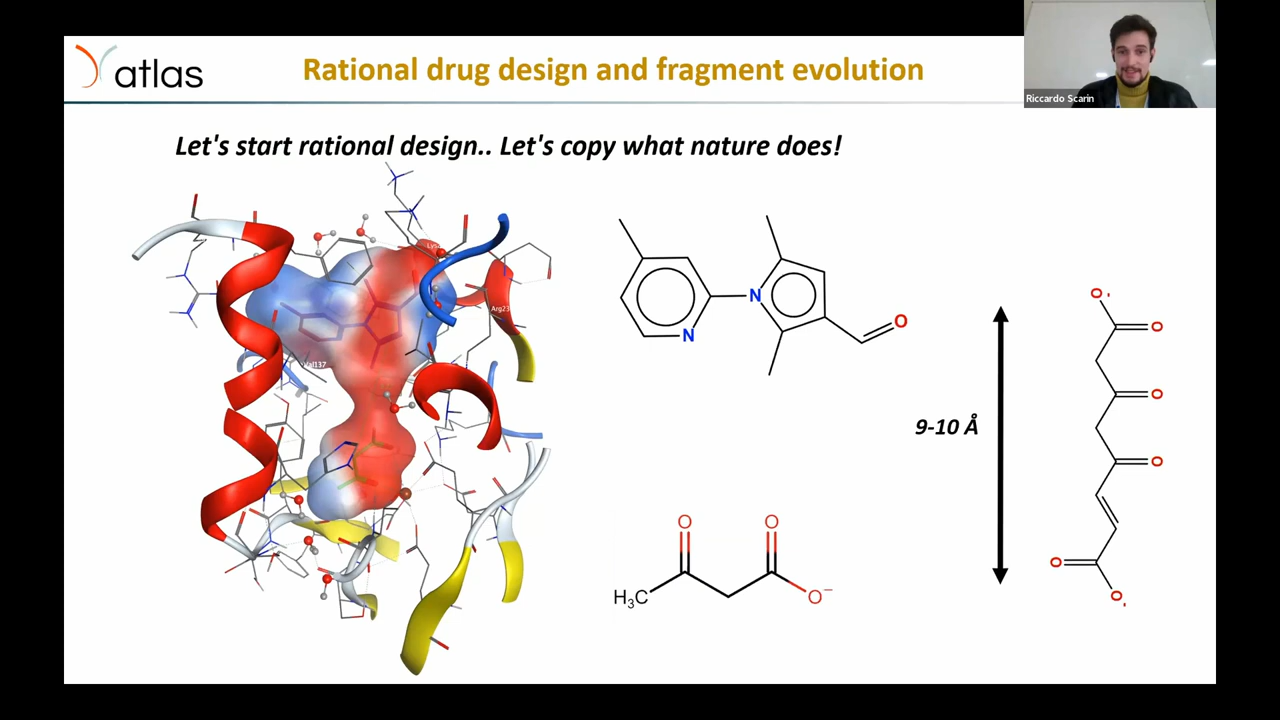 atlas
Rational drug design and fragment evolution
Riccardo Scarin
Let's start rational design.. Let's copy what nature does!
Val137
N
N
O
9-10 Å
O O
H₃C O⁻
O-
O
O
O
O
O-